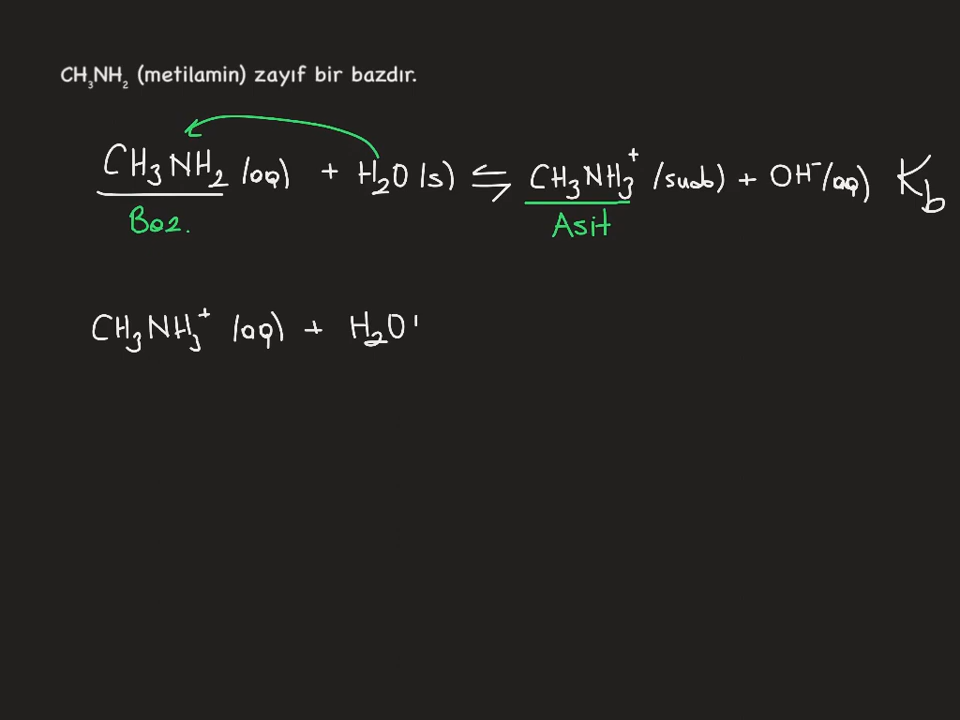 CH₃NH₂ (metilamin) zayıf bir bazdır.
CH₃NH₂ (aq) + H₂O (s) ⇌ CH₃NH₃⁺ (suda) + OH⁻ (aq) Kb
Baz. Asit
CH₃NH₃⁺ (aq) + H₂O